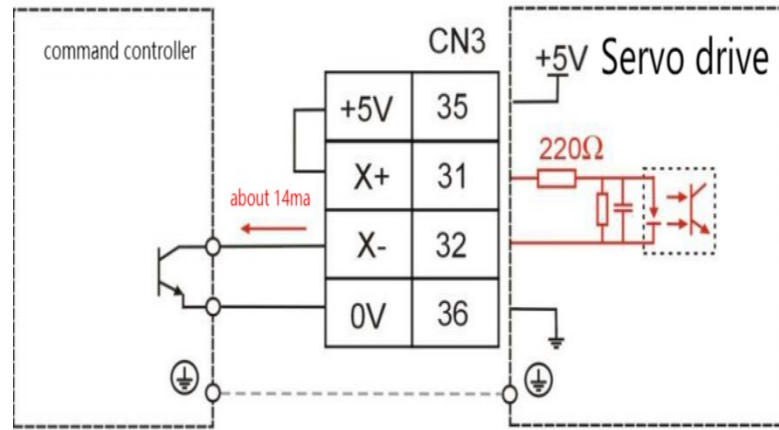 command controller
CN3
+5V
Servo drive
+5V 35
220Ω
X+ 31
about 14ma
X- 32
0V 36